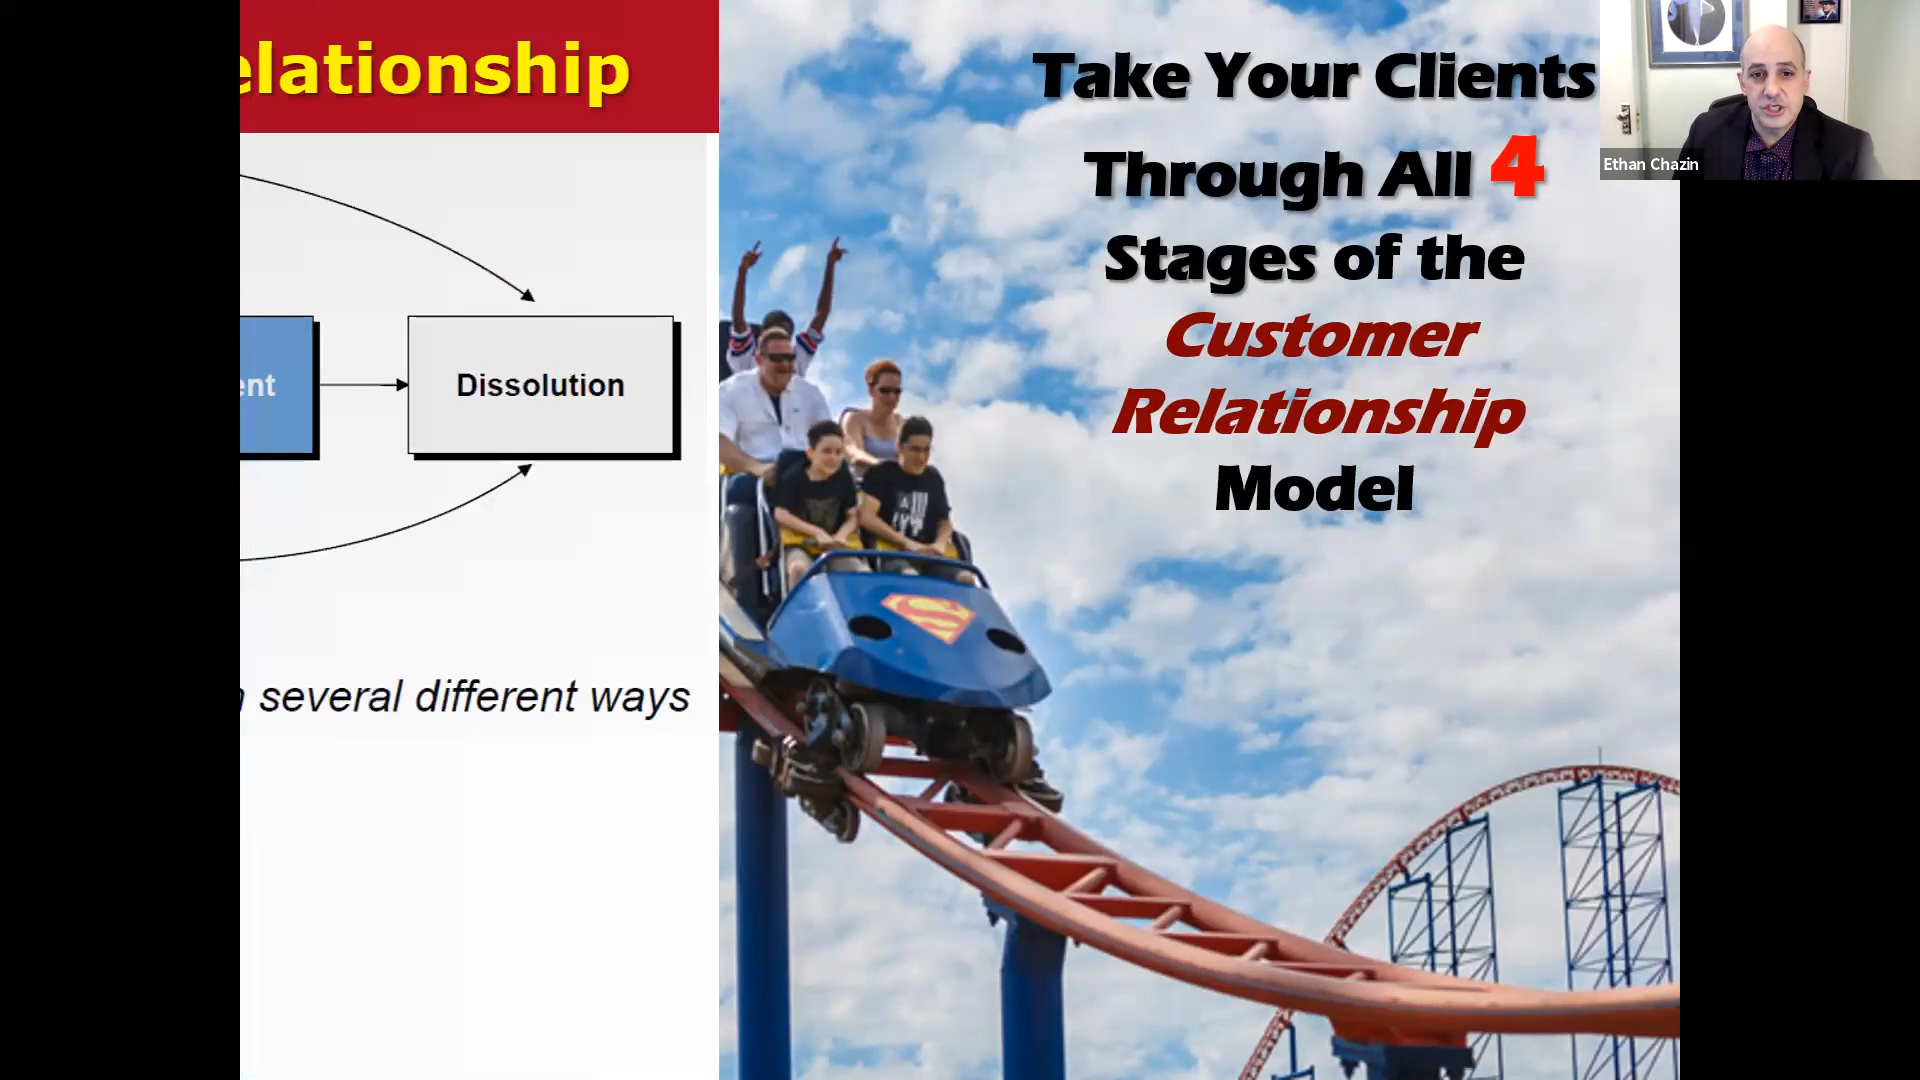 elationship
ent
Dissolution
n several different ways
Take Your Clients
Through All 4
Stages of the
Customer
Relationship
Model
Ethan Chazin